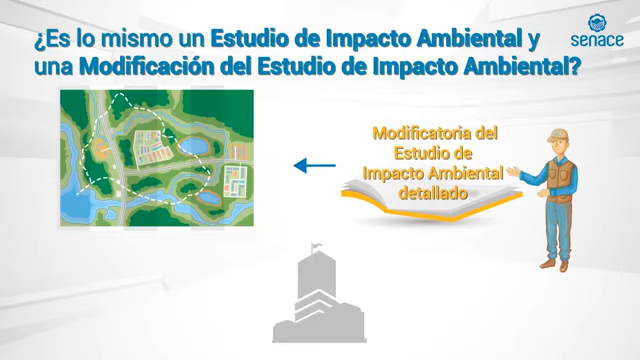 ¿Es lo mismo un Estudio de Impacto Ambiental y
una Modificación del Estudio de Impacto Ambiental?
senace
Modificatoria del
Estudio de
Impacto Ambiental
detallado